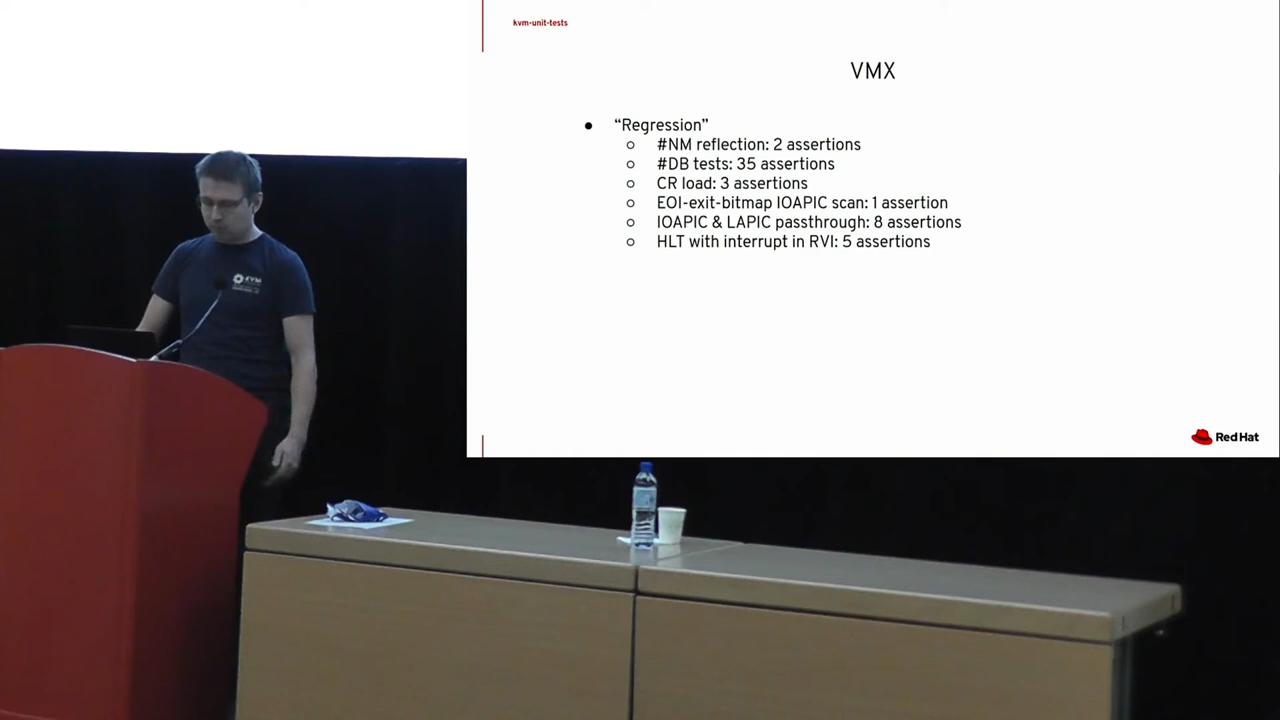 kvm-unit-tests
VMX
● “Regression”
○ #NM reflection: 2 assertions
○ #DB tests: 35 assertions
○ CR load: 3 assertions
○ EOI-exit-bitmap IOAPIC scan: 1 assertion
○ IOAPIC & LAPIC passthrough: 8 assertions
○ HLT with interrupt in RVI: 5 assertions
Red Hat
KVM